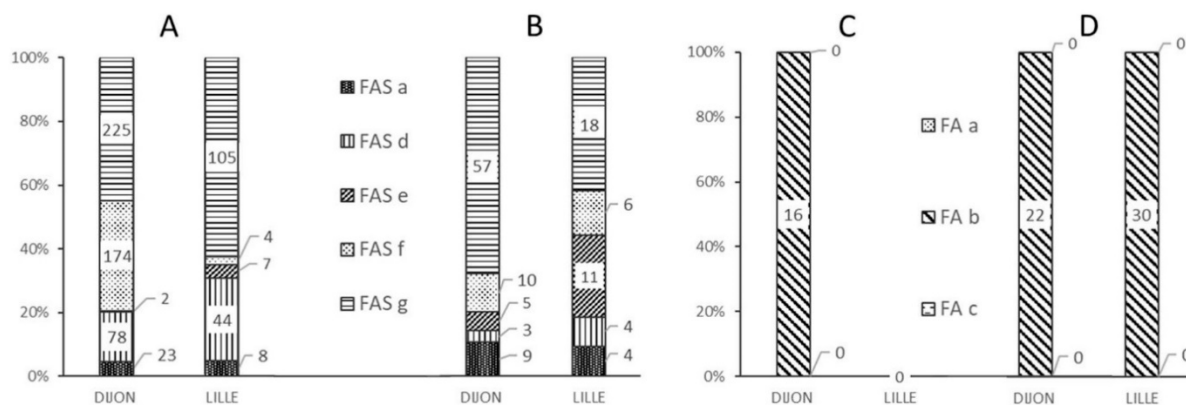 A
B
C
D
100%
80%
60%
40%
20%
0%
225
174
2
78
23
105
4
7
44
8
DIJON
LILLE
FAS a
FAS d
FAS e
FAS f
FAS g
57
10
5
3
9
18
6
11
4
4
DIJON
LILLE
100%
80%
60%
40%
20%
0%
0
16
0
0
DIJON
LILLE
FA a
FA b
FA c
0
22
0
0
30
0
DIJON
LILLE